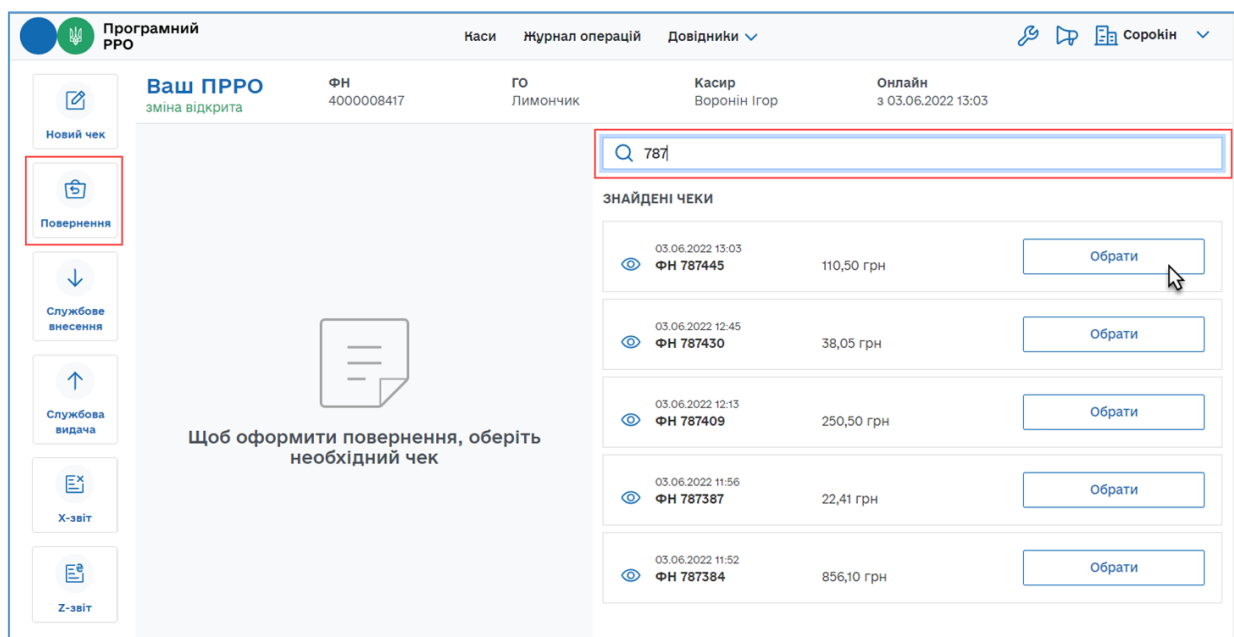 Програмний
РРО
Каси
Журнал операцій
Довідники
Сорокін
Новий чек
Повернення
Службове
внесення
Службова
видача
X-звіт
Z-звіт
Ваш ПРРО
зміна відкрита
ФН
4000008417
ГО
Лимончик
Касир
Воронін Ігор
Онлайн
з 03.06.2022 13:03
Щоб оформити повернення, оберіть
необхідний чек
787
ЗНАЙДЕНІ ЧЕКИ
03.06.2022 13:03
ФН 787445
110,50 грн
Обрати
03.06.2022 12:45
ФН 787430
38,05 грн
Обрати
03.06.2022 12:13
ФН 787409
250,50 грн
Обрати
03.06.2022 11:56
ФН 787387
22,41 грн
Обрати
03.06.2022 11:52
ФН 787384
856,10 грн
Обрати